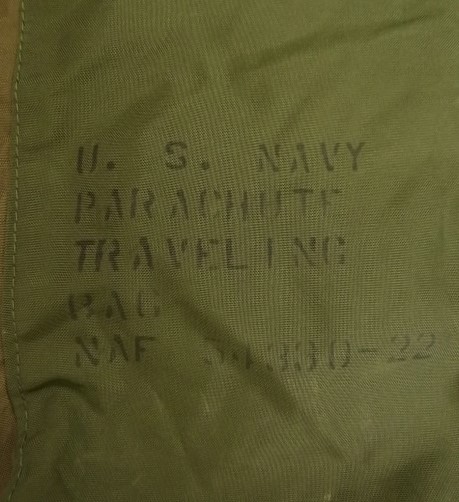 U. S. NAVY
PARACHUTE
TRAVELING
BAG
NAF